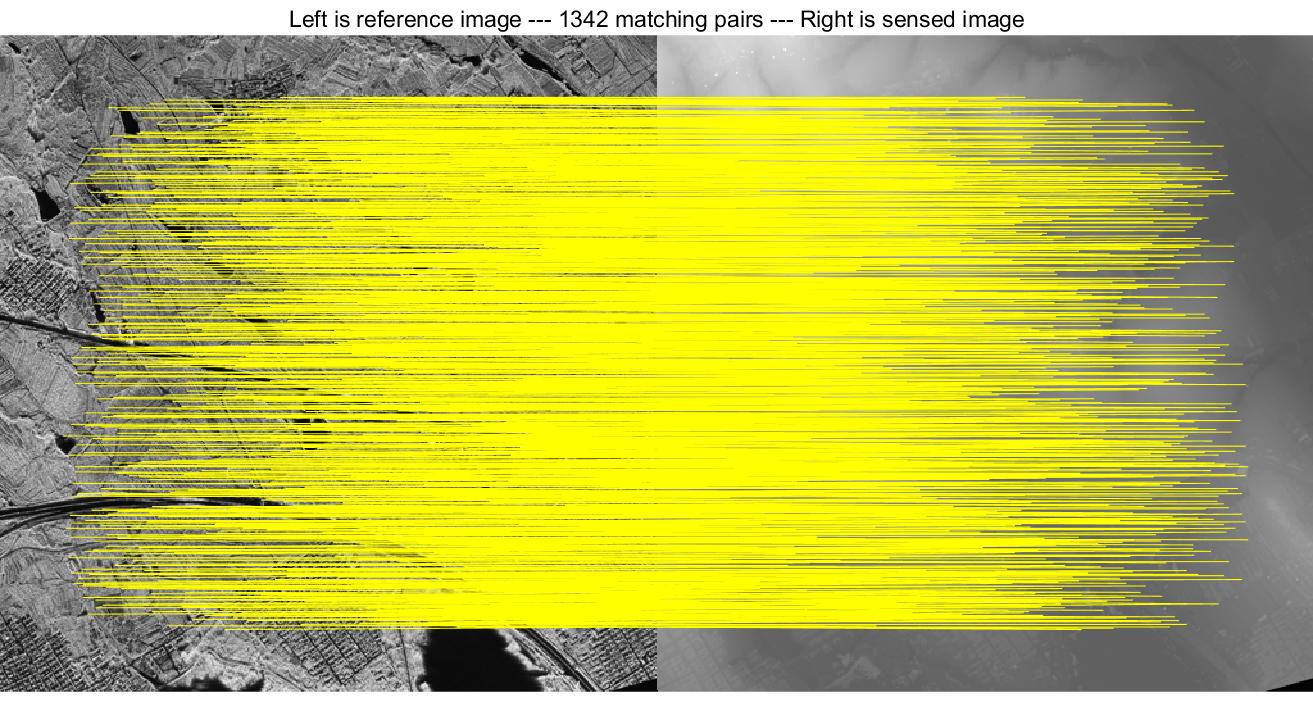 Left is reference image --- 1342 matching pairs --- Right is sensed image